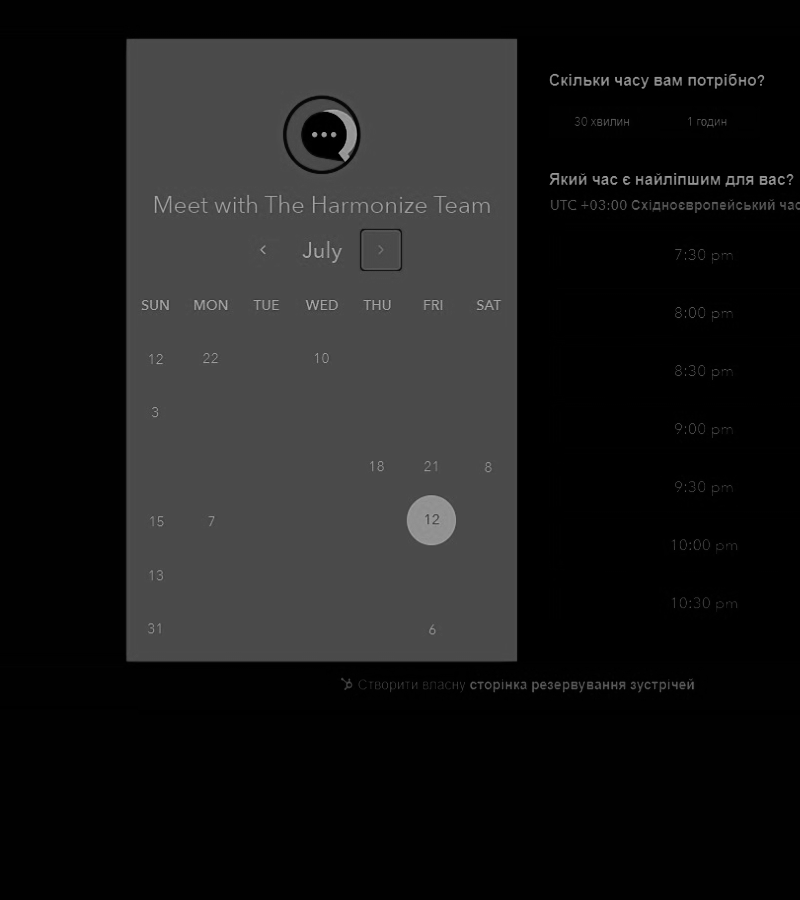 Meet with The Harmonize Team
July
SUN MON TUE WED THU FRI SAT
12 22 10
3
18 21 8
15 7 12
13
31 6
Скільки часу вам потрібно?
30 хвилин 1 годин
Який час є найліпшим для вас?
UTC +03:00 Східноєвропейський час
7:30 pm
8:00 pm
8:30 pm
9:00 pm
9:30 pm
10:00 pm
10:30 pm
Створити власну сторінка резервування зустрічей